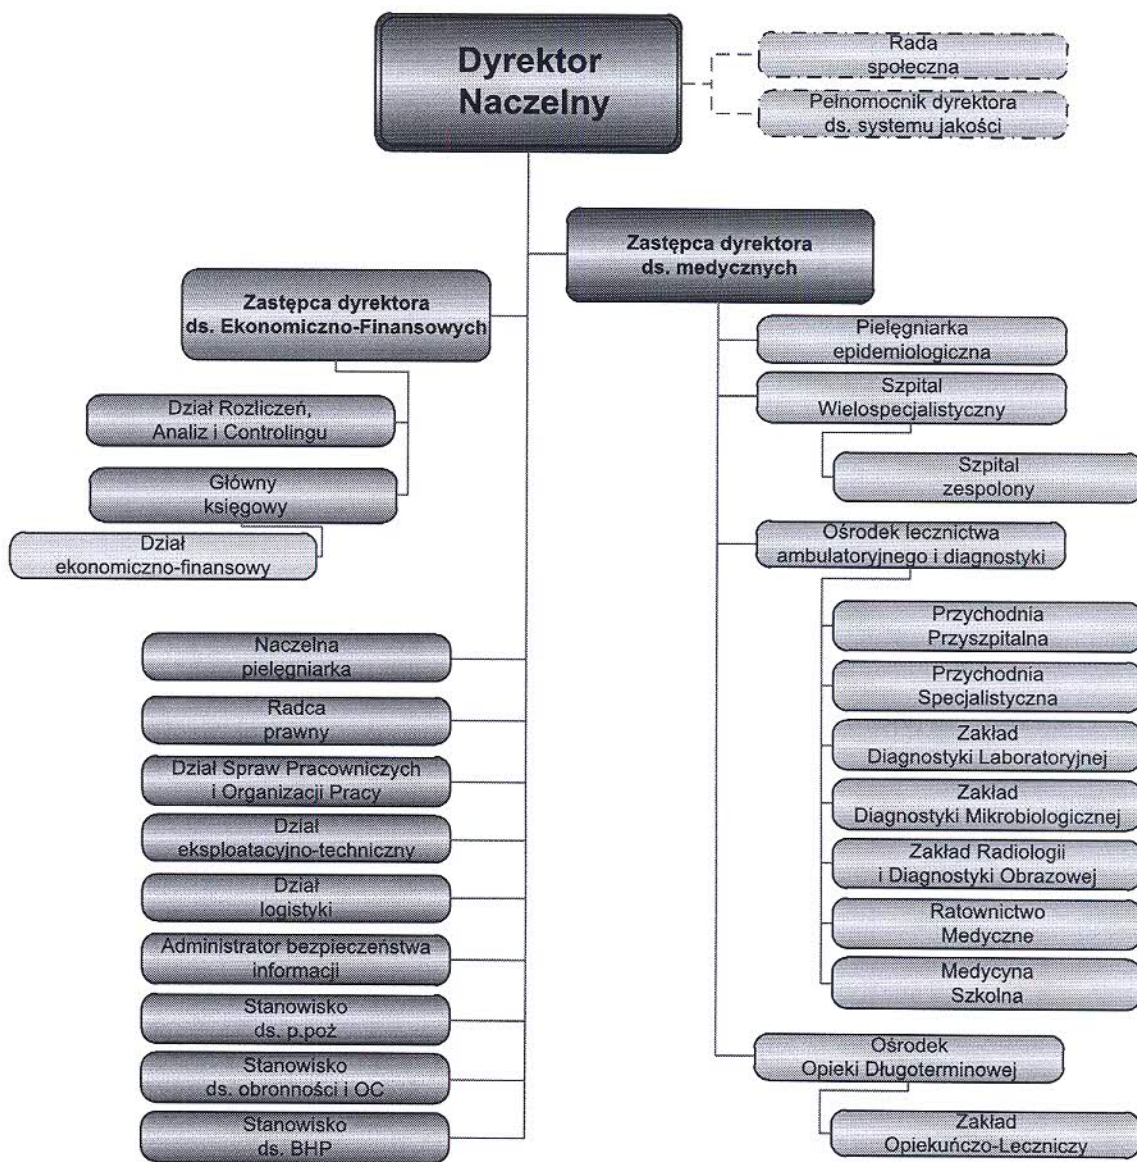 Dyrektor
Naczelny
Rada
społeczna
Pełnomocnik dyrektora
ds. systemu jakości
Zastępca dyrektora
ds. medycznych
Zastępca dyrektora
ds. Ekonomiczno-Finansowych
Dział Rozliczeń,
Analiz i Controlingu
Główny
księgowy
Dział
ekonomiczno-finansowy
Naczelna
pielęgniarka
Radca
prawny
Dział Spraw Pracowniczych
i Organizacji Pracy
Dział
eksploatacyjno-techniczny
Dział
logistyki
Administrator bezpieczeństwa
informacji
Stanowisko
ds. p.poż
Stanowisko
ds. obronności i OC
Stanowisko
ds. BHP
Pielęgniarka
epidemiologiczna
Szpital
Wielospecjalistyczny
Szpital
zespolony
Ośrodek lecznictwa
ambulatoryjnego i diagnostyki
Przychodnia
Przyszpitalna
Przychodnia
Specjalistyczna
Zakład
Diagnostyki Laboratoryjnej
Zakład
Diagnostyki Mikrobiologicznej
Zakład Radiologii
i Diagnostyki Obrazowej
Ratownictwo
Medyczne
Medycyna
Szkolna
Ośrodek
Opieki Długoterminowej
Zakład
Opiekuńczo-Leczniczy